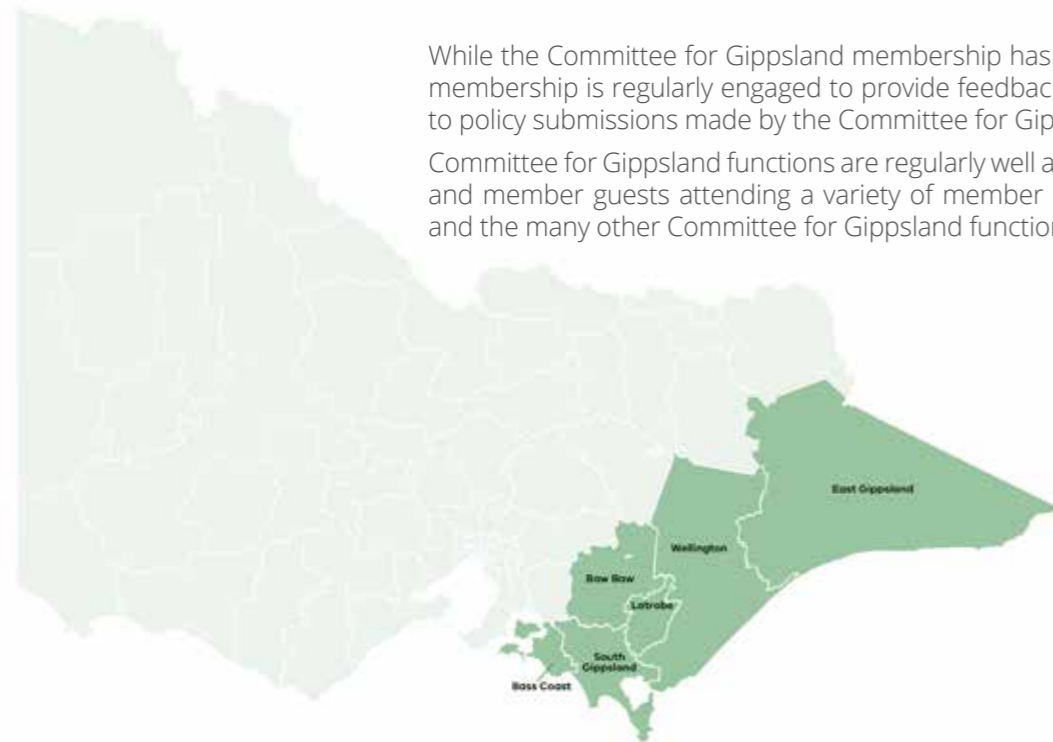 While the Committee for Gippsland membership has
membership is regularly engaged to provide feedbac
to policy submissions made by the Committee for Gip
Committee for Gippsland functions are regularly well a
and member guests attending a variety of member
and the many other Committee for Gippsland function
East Gippsland
Wellington
Baw Baw
Latrobe
South
Gippsland
Bass Coast